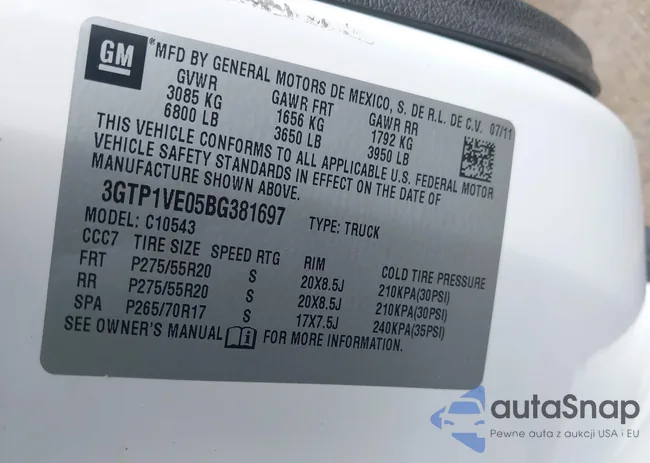 GM
MFD BY GENERAL MOTORS DE MEXICO, S. DE R.L. DE C.V. 07/11
GVWR GAWR FRT GAWR RR
3085 KG 1656 KG 1792 KG
6800 LB 3650 LB 3950 LB
THIS VEHICLE CONFORMS TO ALL APPLICABLE U.S. FEDERAL MOTOR
VEHICLE SAFETY STANDARDS IN EFFECT ON THE DATE OF
MANUFACTURE SHOWN ABOVE.
3GTP1VE05BG381697 TYPE: TRUCK
MODEL: C10543
CCC7 TIRE SIZE SPEED RTG RIM COLD TIRE PRESSURE
FRT P275/55R20 S 20X8.5J 210KPA(30PSI)
RR P275/55R20 S 20X8.5J 210KPA(30PSI)
SPA P265/70R17 S 17X7.5J 240KPA(35PSI)
SEE OWNER'S MANUAL FOR MORE INFORMATION.
autaSnap
Pewne auta z aukcji USA i EU